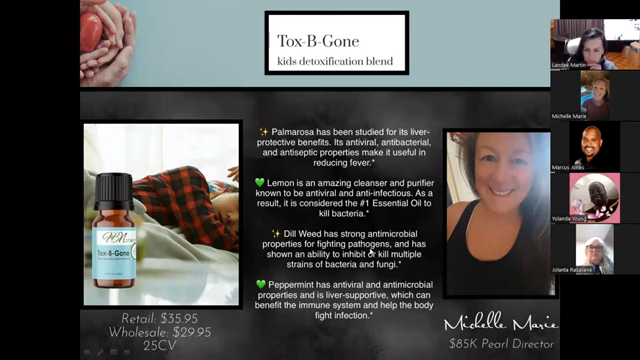 Tox-B-Gone
kids detoxification blend
✨ Palmarosa has been studied for its liver-
protective benefits. Its antiviral, antibacterial,
and antiseptic properties make it useful in
reducing fever.*
💚 Lemon is an amazing cleanser and purifier
known to be antiviral and anti-infectious. As a
result, it is considered the #1 Essential Oil to
kill bacteria.*
✨ Dill Weed has strong antimicrobial
properties for fighting pathogens, and has
shown an ability to inhibit or kill multiple
strains of bacteria and fungi.*
💚 Peppermint has antiviral and antimicrobial
properties and is liver-supportive, which can
benefit the immune system and help the body
fight infection.*
Tox-B-Gone
Retail: $35.95
Wholesale: $29.95
25CV
Michelle Marie
$85K Pearl Director
Landee Martin
Michelle Marie
Marcus Jones
Yolanda Young
Jolanta